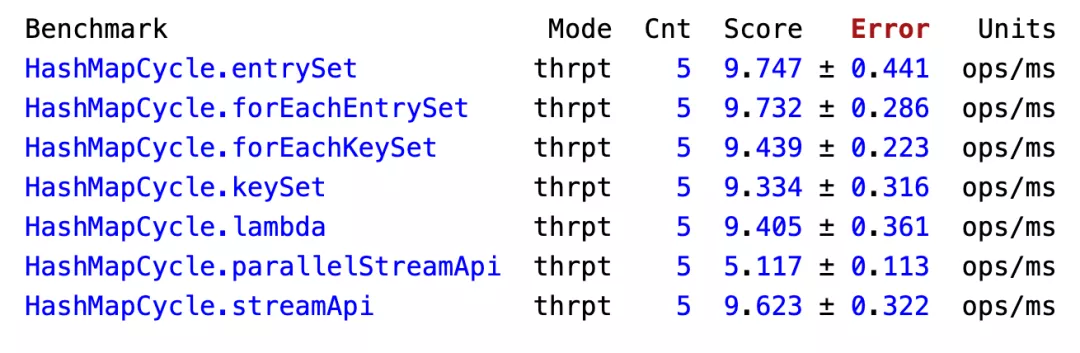 Benchmark Mode Cnt Score Error Units
HashMapCycle.entrySet thrpt 5 9.747 ± 0.441 ops/ms
HashMapCycle.forEachEntrySet thrpt 5 9.732 ± 0.286 ops/ms
HashMapCycle.forEachKeySet thrpt 5 9.439 ± 0.223 ops/ms
HashMapCycle.keySet thrpt 5 9.334 ± 0.316 ops/ms
HashMapCycle.lambda thrpt 5 9.405 ± 0.361 ops/ms
HashMapCycle.parallelStreamApi thrpt 5 5.117 ± 0.113 ops/ms
HashMapCycle.streamApi thrpt 5 9.623 ± 0.322 ops/ms